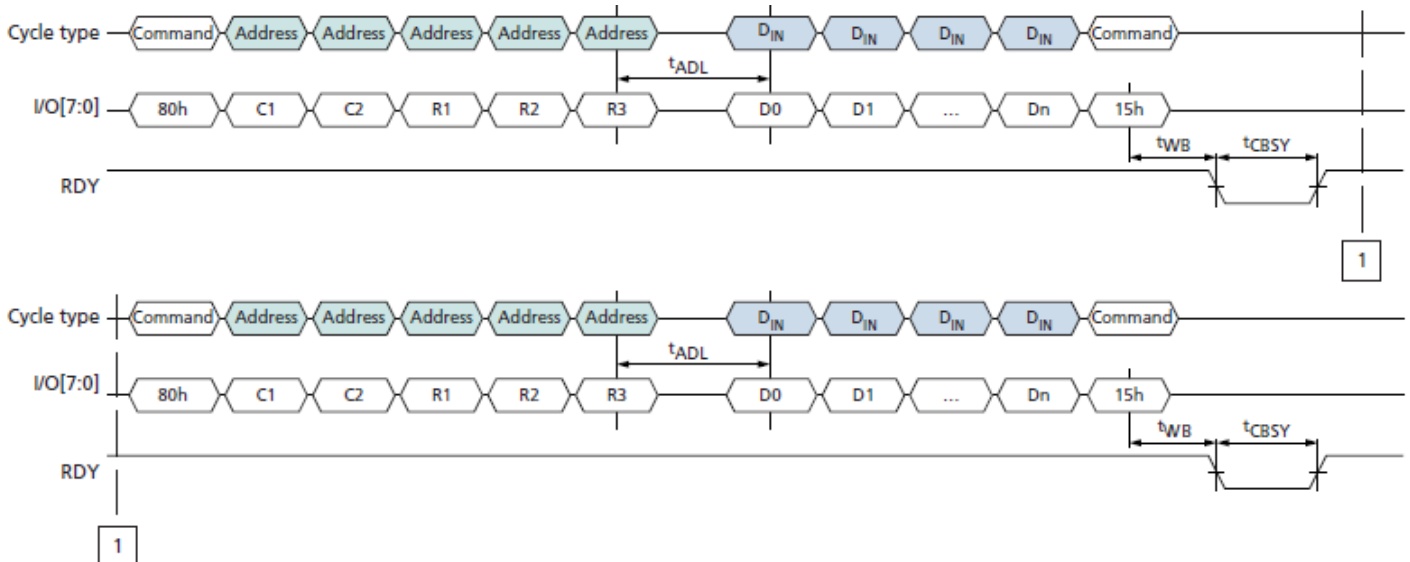 Cycle type Command Address Address Address Address Address DIN DIN DIN DIN Command
tADL
I/O[7:0] 80h C1 C2 R1 R2 R3 D0 D1 ... Dn 15h
tWB tCBSY
RDY
1
Cycle type Command Address Address Address Address Address DIN DIN DIN DIN Command
tADL
I/O[7:0] 80h C1 C2 R1 R2 R3 D0 D1 ... Dn 15h
tWB tCBSY
RDY
1